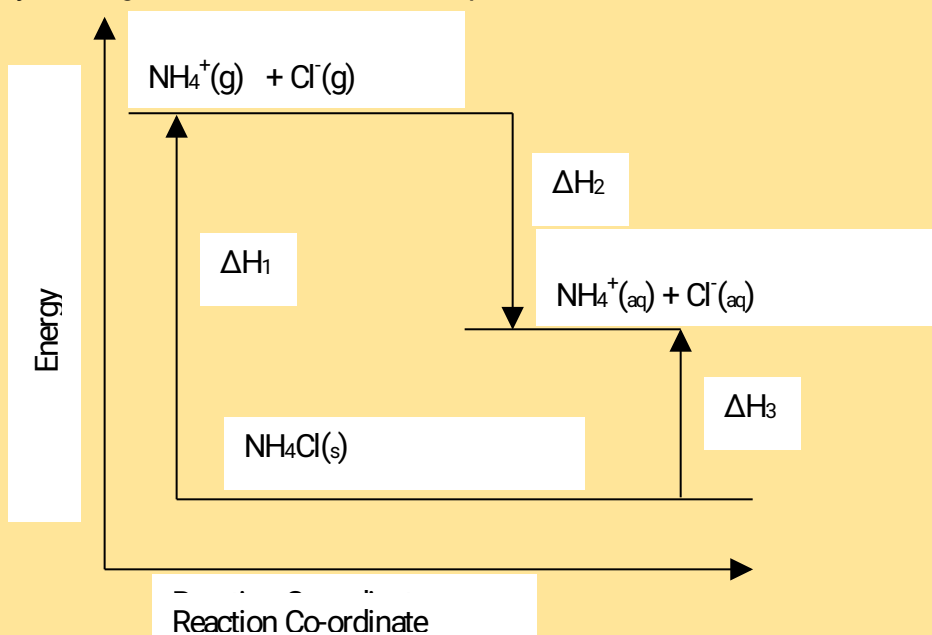 NH₄⁺(g) + Cl⁻(g)
ΔH₂
ΔH₁
NH₄⁺(aq) + Cl⁻(aq)
Energy
ΔH₃
NH₄Cl(s)
Reaction Co-ordinate